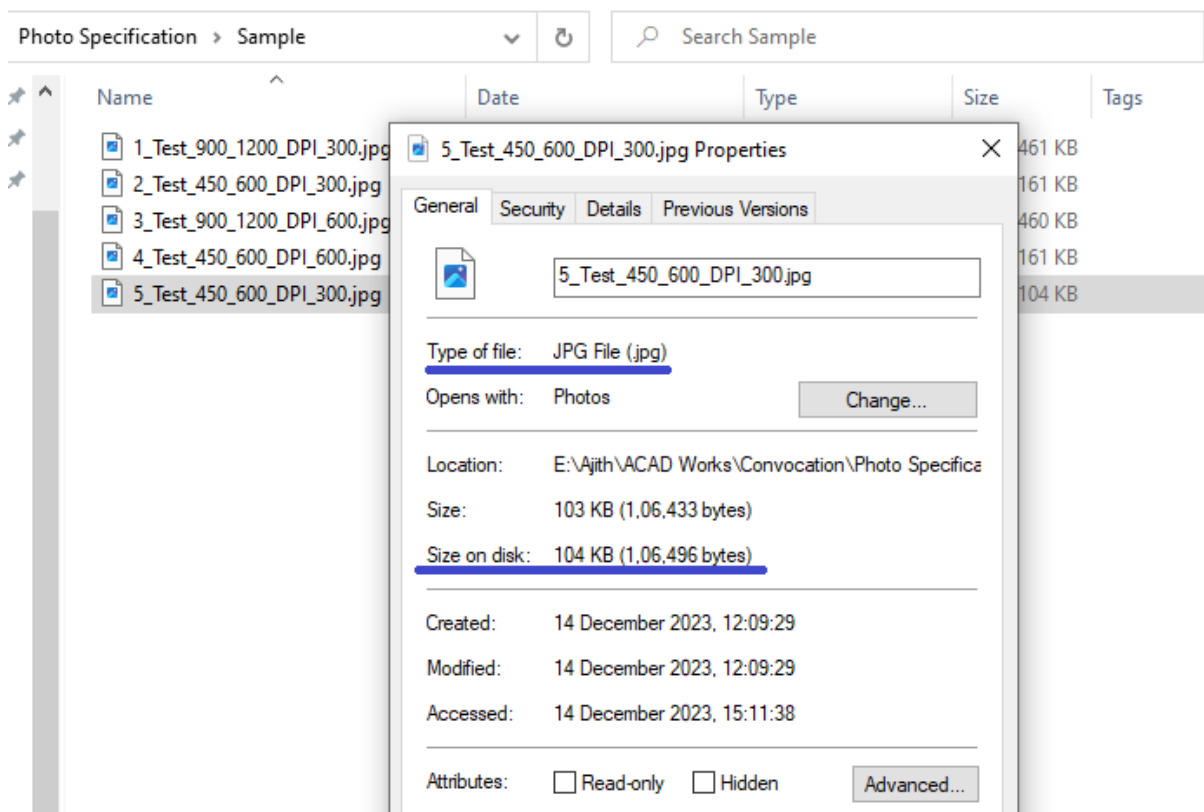 Photo Specification > Sample
Search Sample
Name Date Type Size Tags
1_Test_900_1200_DPI_300.jpg 461 KB
2_Test_450_600_DPI_300.jpg 161 KB
3_Test_900_1200_DPI_600.jpg 460 KB
4_Test_450_600_DPI_600.jpg 161 KB
5_Test_450_600_DPI_300.jpg 104 KB
5_Test_450_600_DPI_300.jpg Properties
General Security Details Previous Versions
5_Test_450_600_DPI_300.jpg
Type of file: JPG File (.jpg)
Opens with: Photos Change...
Location: E:\Ajith\ACAD Works\Convocation\Photo Specifica
Size: 103 KB (1,06,433 bytes)
Size on disk: 104 KB (1,06,496 bytes)
Created: 14 December 2023, 12:09:29
Modified: 14 December 2023, 12:09:29
Accessed: 14 December 2023, 15:11:38
Attributes: Read-only Hidden Advanced...